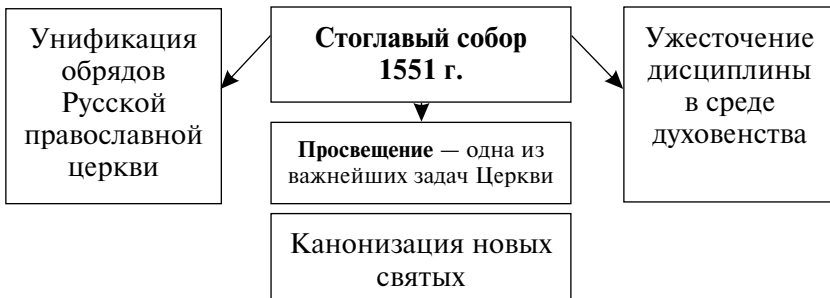 Стоглавый собор
1551 г.
Унификация
обрядов
Русской
православной
церкви
Просвещение — одна из
важнейших задач Церкви
Канонизация новых
святых
Ужесточение
дисциплины
в среде
духовенства